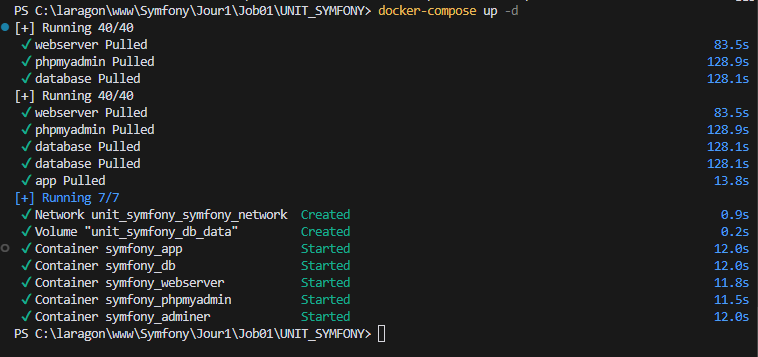 PS C:\laragon\www\Symfony\Jour1\Job01\UNIT_SYMFONY> docker-compose up -d
[+] Running 40/40
✔ webserver Pulled 83.5s
✔ phpmyadmin Pulled 128.9s
✔ database Pulled 128.1s
[+] Running 40/40
✔ webserver Pulled 83.5s
✔ phpmyadmin Pulled 128.9s
✔ database Pulled 128.1s
✔ database Pulled 128.1s
✔ app Pulled 13.8s
[+] Running 7/7
✔ Network unit_symfony_symfony_network Created 0.9s
✔ Volume "unit_symfony_db_data" Created 0.2s
✔ Container symfony_app Started 12.0s
✔ Container symfony_db Started 12.0s
✔ Container symfony_webserver Started 11.8s
✔ Container symfony_phpmyadmin Started 11.5s
✔ Container symfony_adminer Started 12.0s
PS C:\laragon\www\Symfony\Jour1\Job01\UNIT_SYMFONY>